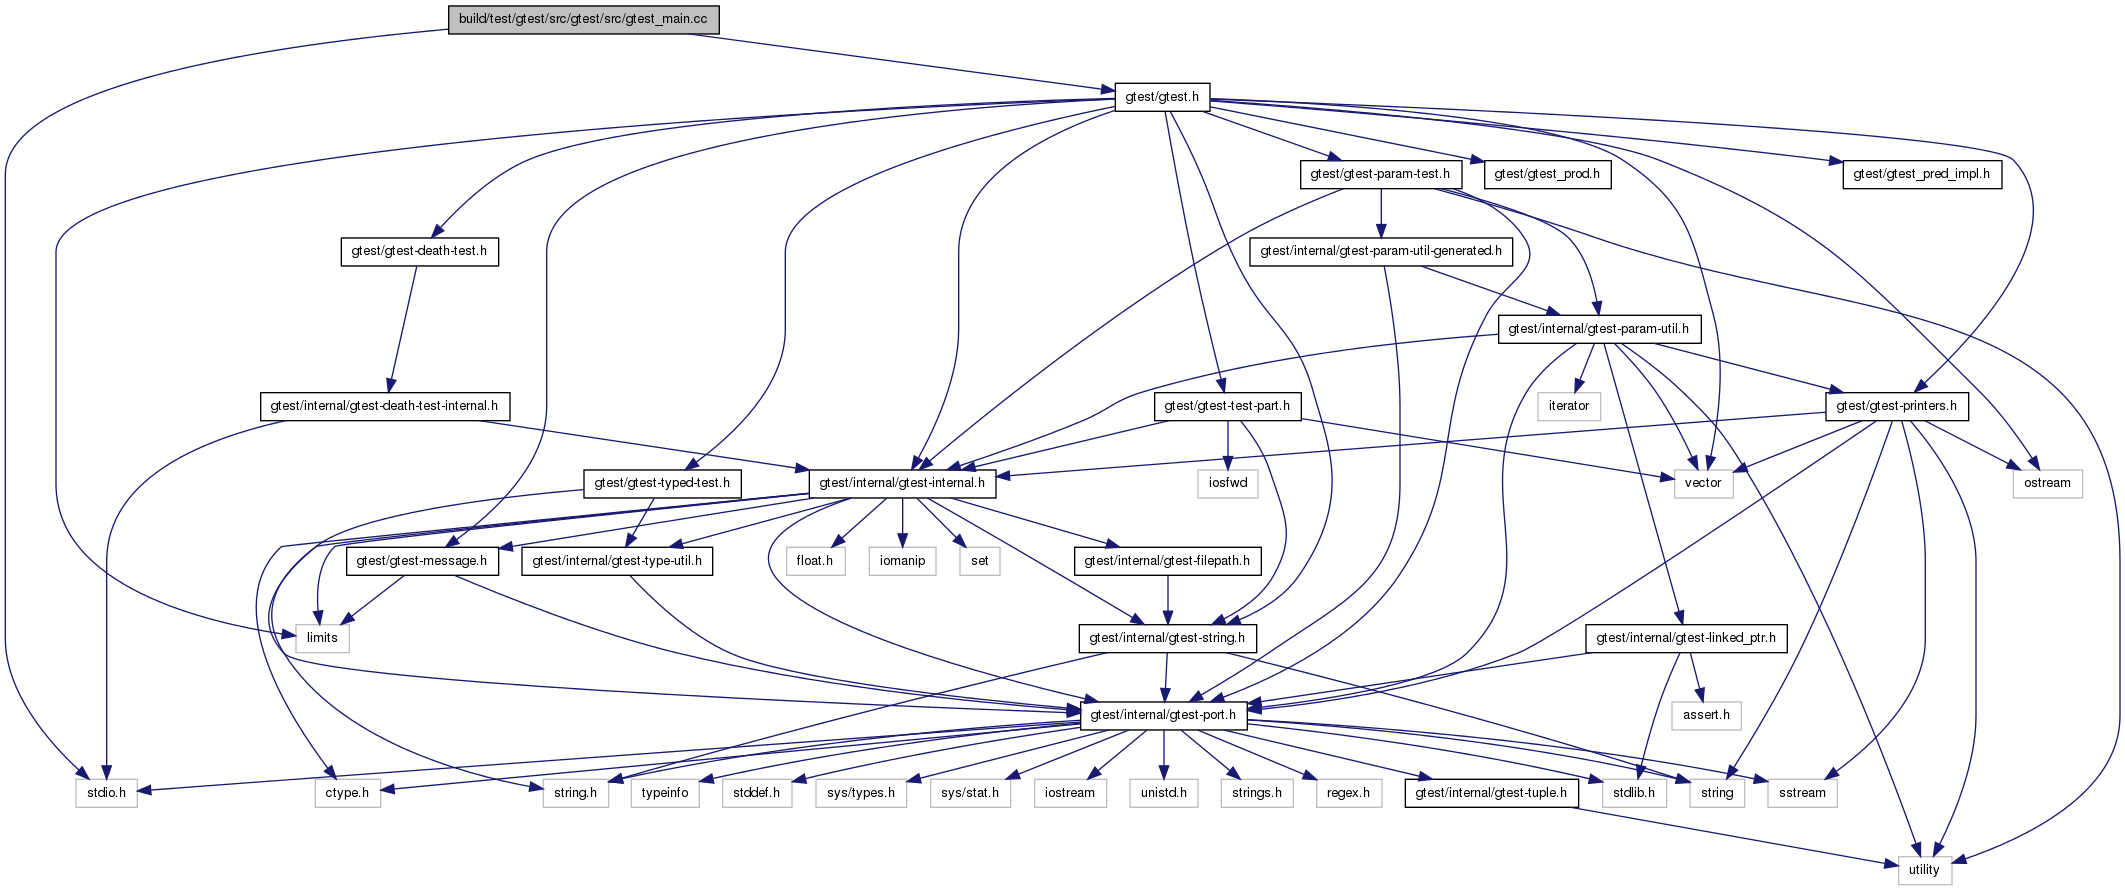 build/test/gtest/src/gtest/src/gtest_main.cc
gtest/gtest.h
gtest/gtest-param-test.h
gtest/gtest_prod.h
gtest/gtest_pred_impl.h
gtest/gtest-death-test.h
gtest/internal/gtest-param-util-generated.h
gtest/internal/gtest-param-util.h
gtest/internal/gtest-death-test-internal.h
gtest/gtest-test-part.h
iterator
gtest/gtest-printers.h
gtest/gtest-typed-test.h
gtest/internal/gtest-internal.h
iosfwd
vector
ostream
gtest/gtest-message.h
gtest/internal/gtest-type-util.h
float.h
iomanip
set
gtest/internal/gtest-filepath.h
limits
gtest/internal/gtest-string.h
gtest/internal/gtest-linked_ptr.h
gtest/internal/gtest-port.h
assert.h
stdio.h
ctype.h
string.h
typeinfo
stddef.h
sys/types.h
sys/stat.h
iostream
unistd.h
strings.h
regex.h
gtest/internal/gtest-tuple.h
stdlib.h
string
sstream
utility